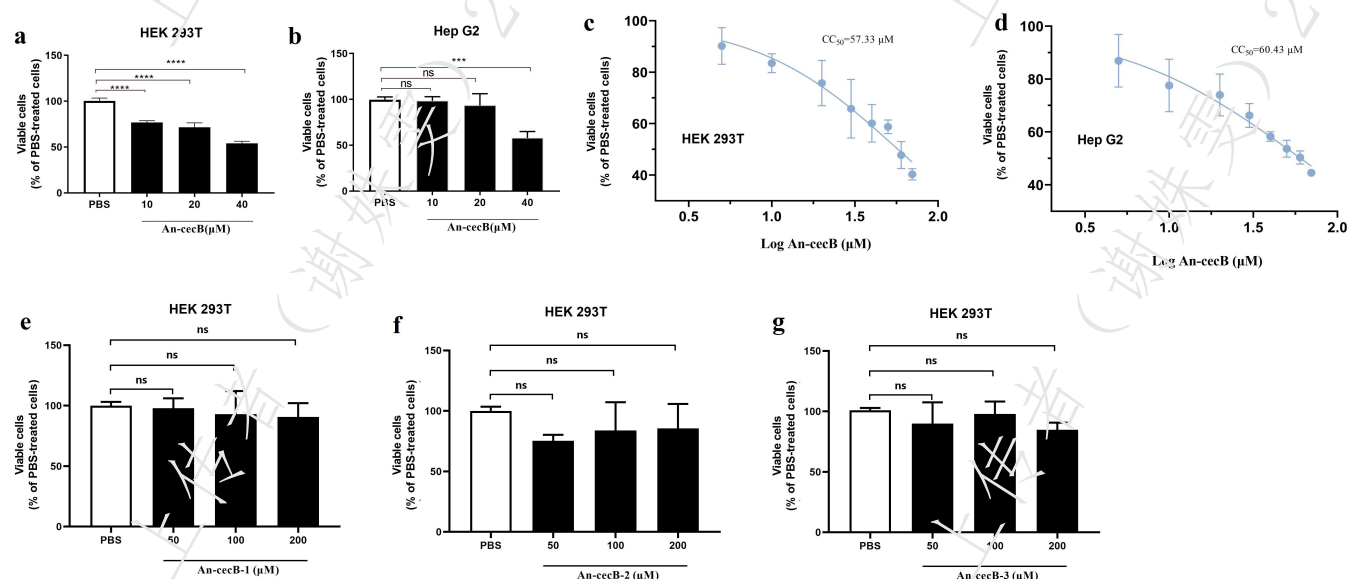 a
HEK 293T
Viable cells
(% of PBS-treated cells)
150
100
50
0
****
****
****
PBS
10
20
40
An-cecB(μM)
b
Hep G2
Viable cells
(% of PBS-treated cells)
150
100
50
0
***
ns
ns
PBS
10
20
40
An-cecB(μM)
c
100
80
60
40
Viable cells
(% of PBS-treated cells)
CC50=57.33 μM
HEK 293T
0.5
1.0
1.5
2.0
Log An-cecB (μM)
d
100
80
60
40
Viable cells
(% of PBS-treated cells)
CC50=60.43 μM
Hep G2
0.5
1.0
1.5
2.0
Log An-cecB (μM)
e
HEK 293T
Viable cells
(% of PBS-treated cells)
150
100
50
0
ns
ns
ns
PBS
50
100
200
An-cecB-1 (μM)
f
HEK 293T
Viable cells
(% of PBS-treated cells)
150
100
50
0
ns
ns
ns
PBS
50
100
200
An-cecB-2 (μM)
g
HEK 293T
Viable cells
(% of PBS-treated cells)
150
100
50
0
ns
ns
ns
PBS
50
100
200
An-cecB-3 (μM)